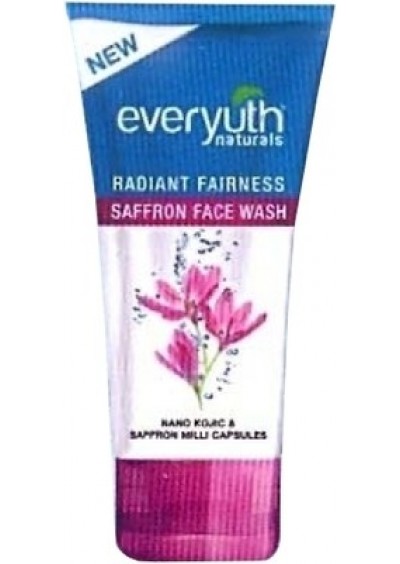 NEW
everyuth
naturals
RADIANT FAIRNESS
SAFFRON FACE WASH
NANO KOJIC &
SAFFRON MILLI CAPSULES